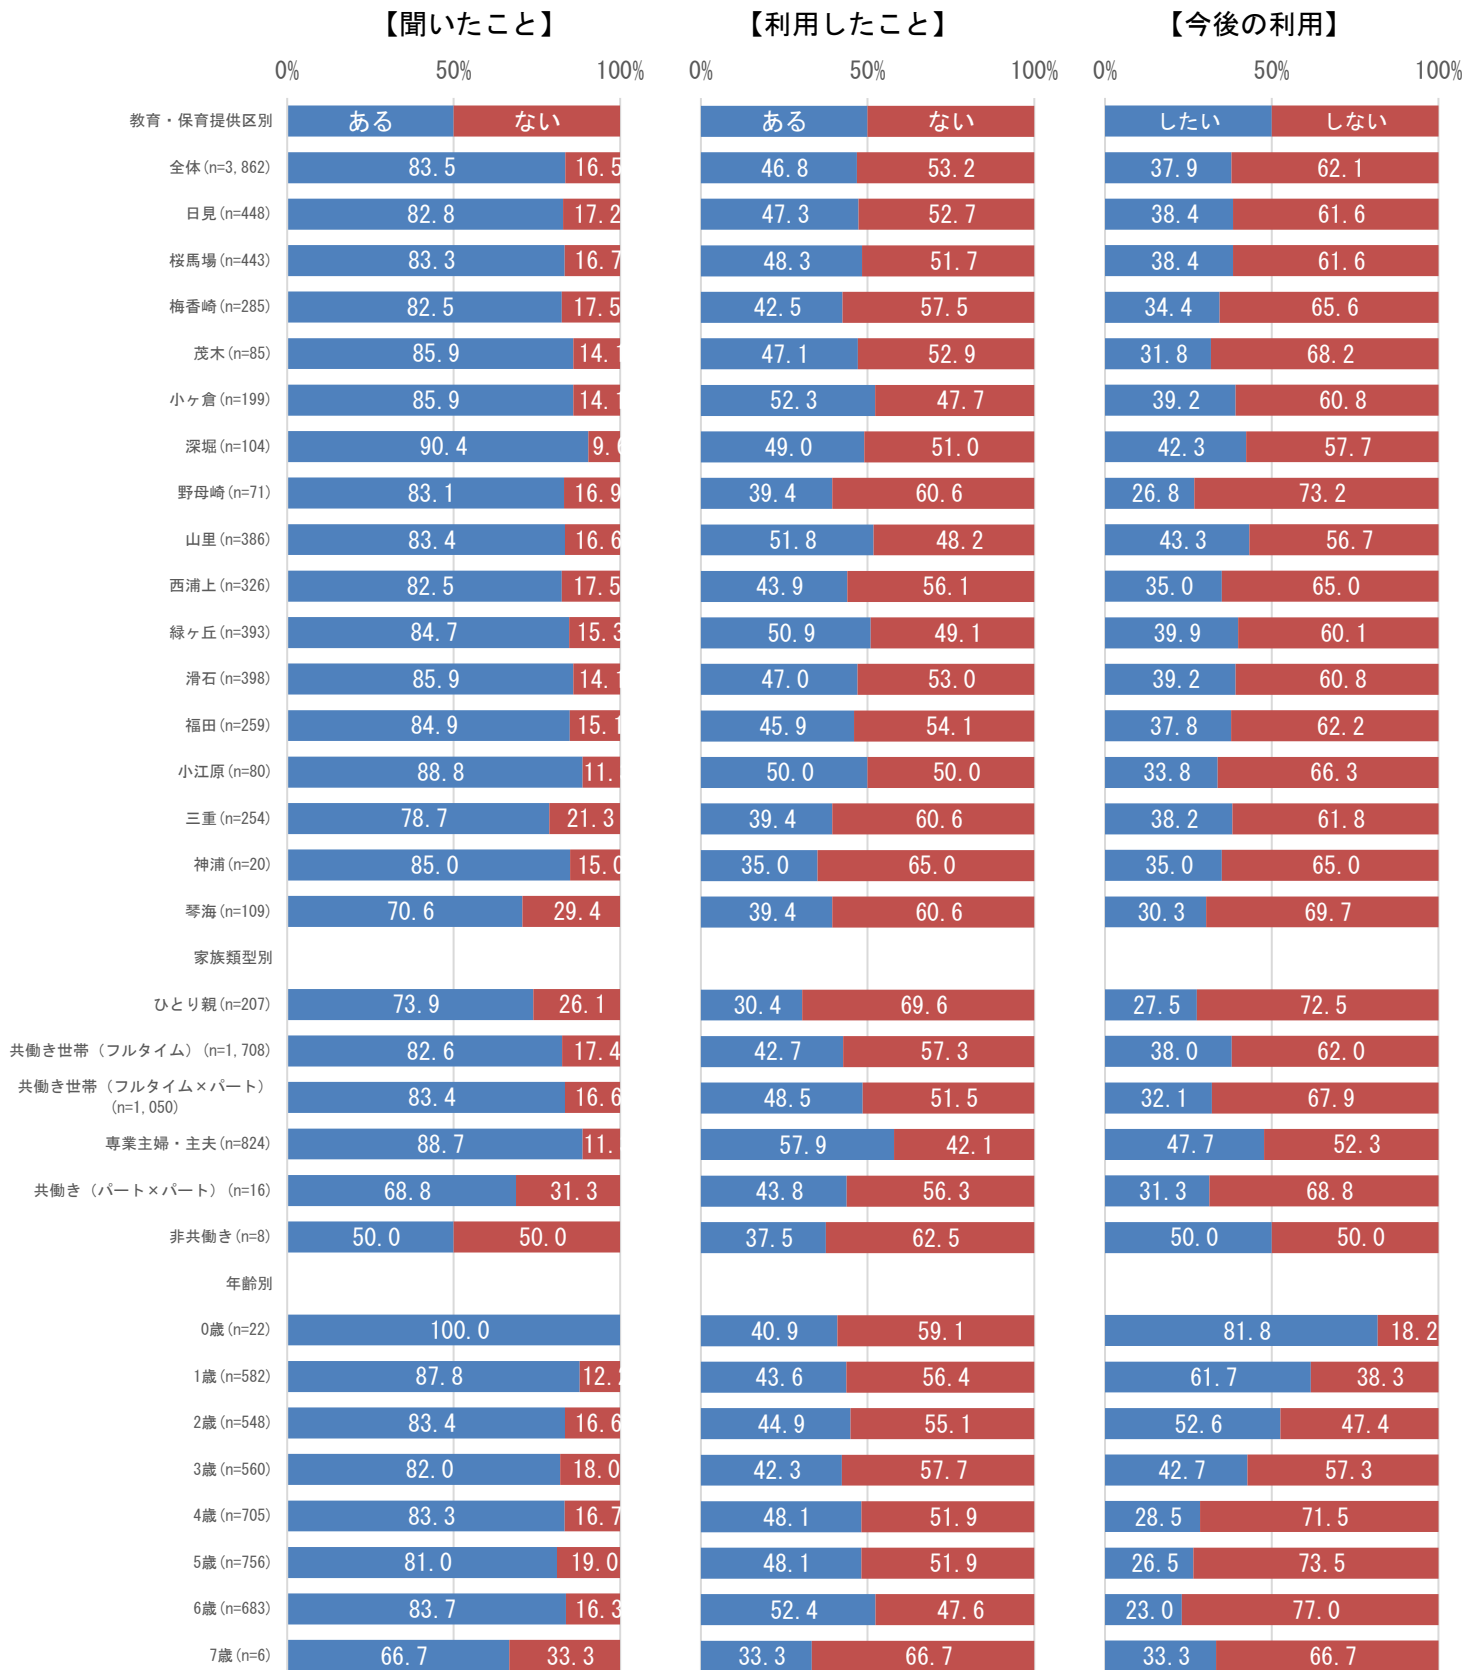 【聞いたこと】 【利用したこと】 【今後の利用】
0% 50% 100% 0% 50% 100% 0% 50% 100%
教育・保育提供区別 ある ない ある ない したい しない
全体(n=3,862) 83.5 16.5 46.8 53.2 37.9 62.1
日見(n=448) 82.8 17.2 47.3 52.7 38.4 61.6
桜馬場(n=443) 83.3 16.7 48.3 51.7 38.4 61.6
梅香崎(n=285) 82.5 17.5 42.5 57.5 34.4 65.6
茂木(n=85) 85.9 14.1 47.1 52.9 31.8 68.2
小ヶ倉(n=199) 85.9 14.1 52.3 47.7 39.2 60.8
深堀(n=104) 90.4 9.6 49.0 51.0 42.3 57.7
野母崎(n=71) 83.1 16.9 39.4 60.6 26.8 73.2
山里(n=386) 83.4 16.6 51.8 48.2 43.3 56.7
西浦上(n=326) 82.5 17.5 43.9 56.1 35.0 65.0
緑ヶ丘(n=393) 84.7 15.3 50.9 49.1 39.9 60.1
滑石(n=398) 85.9 14.1 47.0 53.0 39.2 60.8
福田(n=259) 84.9 15.1 45.9 54.1 37.8 62.2
小江原(n=80) 88.8 11. 50.0 50.0 33.8 66.3
三重(n=254) 78.7 21.3 39.4 60.6 38.2 61.8
神浦(n=20) 85.0 15.0 35.0 65.0 35.0 65.0
琴海(n=109) 70.6 29.4 39.4 60.6 30.3 69.7
家族類型別
ひとり親(n=207) 73.9 26.1 30.4 69.6 27.5 72.5
共働き世帯（フルタイム）(n=1,708) 82.6 17.4 42.7 57.3 38.0 62.0
共働き世帯（フルタイム×パート）
(n=1,050) 83.4 16.6 48.5 51.5 32.1 67.9
専業主婦・主夫(n=824) 88.7 11. 57.9 42.1 47.7 52.3
共働き（パート×パート）(n=16) 68.8 31.3 43.8 56.3 31.3 68.8
非共働き(n=8) 50.0 50.0 37.5 62.5 50.0 50.0
年齢別
0歳(n=22) 100.0 40.9 59.1 81.8 18.2
1歳(n=582) 87.8 12.2 43.6 56.4 61.7 38.3
2歳(n=548) 83.4 16.6 44.9 55.1 52.6 47.4
3歳(n=560) 82.0 18.0 42.3 57.7 42.7 57.3
4歳(n=705) 83.3 16.7 48.1 51.9 28.5 71.5
5歳(n=756) 81.0 19.0 48.1 51.9 26.5 73.5
6歳(n=683) 83.7 16.3 52.4 47.6 23.0 77.0
7歳(n=6) 66.7 33.3 33.3 66.7 33.3 66.7